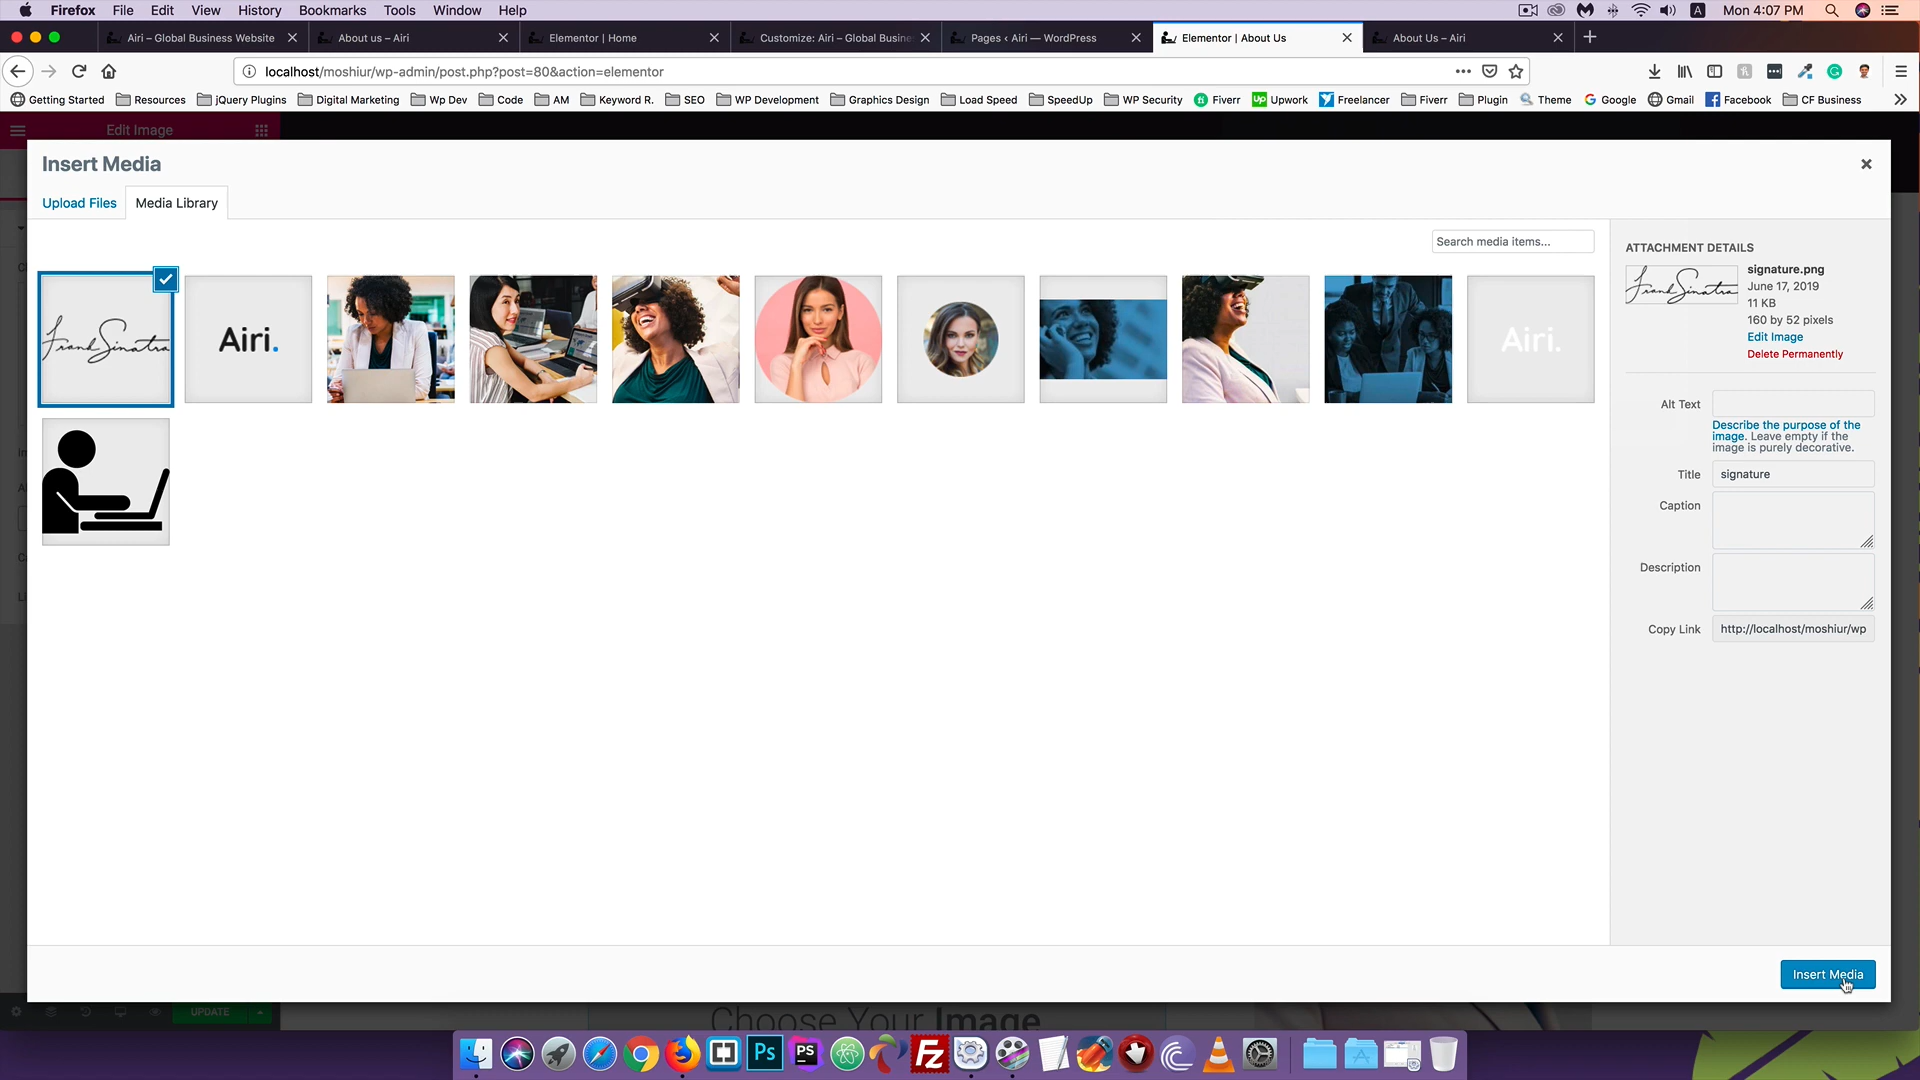 Firefox File Edit View History Bookmarks Tools Window Help A Mon 4:07 PM
Airi – Global Business Website About us – Airi Elementor | Home Customize: Airi – Global Busine Pages ‹ Airi — WordPress Elementor | About Us About Us – Airi
localhost/moshiur/wp-admin/post.php?post=80&action=elementor
Getting Started Resources jQuery Plugins Digital Marketing Wp Dev Code AM Keyword R. SEO WP Development Graphics Design Load Speed SpeedUp WP Security Fiverr Upwork Freelancer Fiverr Plugin Theme Google Gmail Facebook CF Business
Edit Image
Insert Media
Upload Files Media Library
Search media items...
ATTACHMENT DETAILS
signature.png
June 17, 2019
11 KB
160 by 52 pixels
Edit Image
Delete Permanently
Frank Sinatra
Airi.
Airi.
Alt Text
Describe the purpose of the
image. Leave empty if the
image is purely decorative.
Title signature
Caption
Description
Copy Link http://localhost/moshiur/wp
Insert Media
UPDATE
Choose Your Image
Ps PS FZ